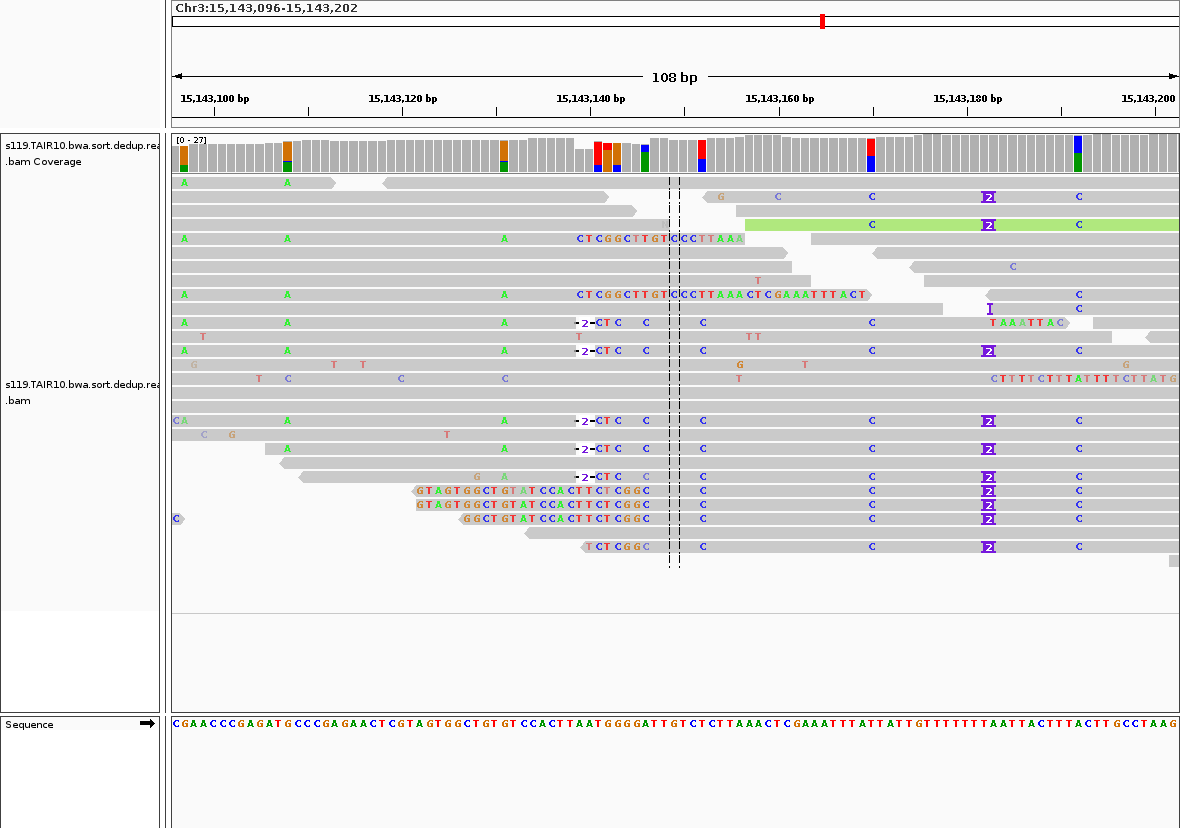 Chr3:15,143,096-15,143,202
108 bp
15,143,100 15,143,120 bp 15,143,140 bp 15,143,160 bp 15,143,180 bp 15,143,200
s119.TAIR10.bwa.sort.dedup.rea
.bam Coverage
[0 - 27]
A A
G C C 2 C
C 2 C
A A A CTCGGCTTGTCCCTTAAA
C
T
A A A CTCGGCTTGTCCCTTAAACTCGAAATTTACT C
C
A A A 2 CTC C C C TAAATTAC
T T TT
A A A 2 CTC C C C 2 C
G T T G T G
s119.TAIR10.bwa.sort.dedup.rea
.bam
T C C C T CTTTTCTTTATTTTCTTATG
CA A A 2 CTC C C C 2 C
C G T
A A 2 CTC C C C 2 C
G A 2 CTC C C C 2 C
GTAGTGGCTGTATCCACTTCTCGGC C C 2 C
GTAGTGGCTGTATCCACTTCTCGGC C C 2 C
C GGCTGTATCCACTTCTCGGC C C 2 C
TCTCGGC C C 2 C
Sequence
CGAACCCGAGATGCCCGAGAACTCGTAGTGGCTGTGTCCACTTAATGGGGATTGTCTCTTAAACTCGAAATTTATTATTGTTTTTTTAATTACTTTACTTGCCTAAG